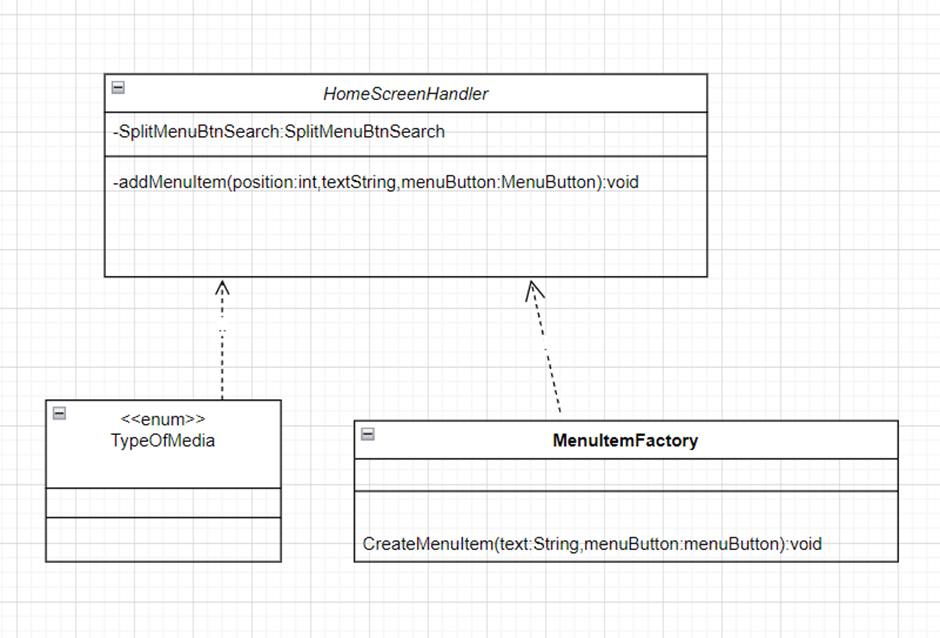 HomeScreenHandler
-SplitMenuBtnSearch:SplitMenuBtnSearch
-addMenuItem(position:int,textString,menuButton:MenuButton):void
<<enum>>
TypeOfMedia
MenuItemFactory
CreateMenuItem(text:String,menuButton:menuButton):void